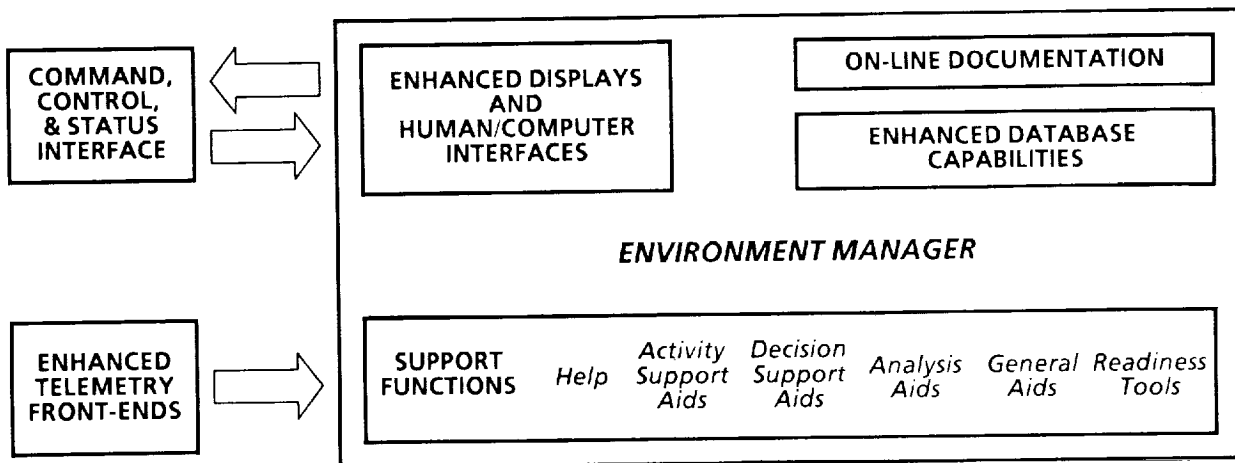 COMMAND,
CONTROL,
& STATUS
INTERFACE
ENHANCED DISPLAYS
AND
HUMAN/COMPUTER
INTERFACES
ON-LINE DOCUMENTATION
ENHANCED DATABASE
CAPABILITIES
ENVIRONMENT MANAGER
ENHANCED
TELEMETRY
FRONT-ENDS
SUPPORT
FUNCTIONS
Help
Activity
Support
Aids
Decision
Support
Aids
Analysis
Aids
General
Aids
Readiness
Tools